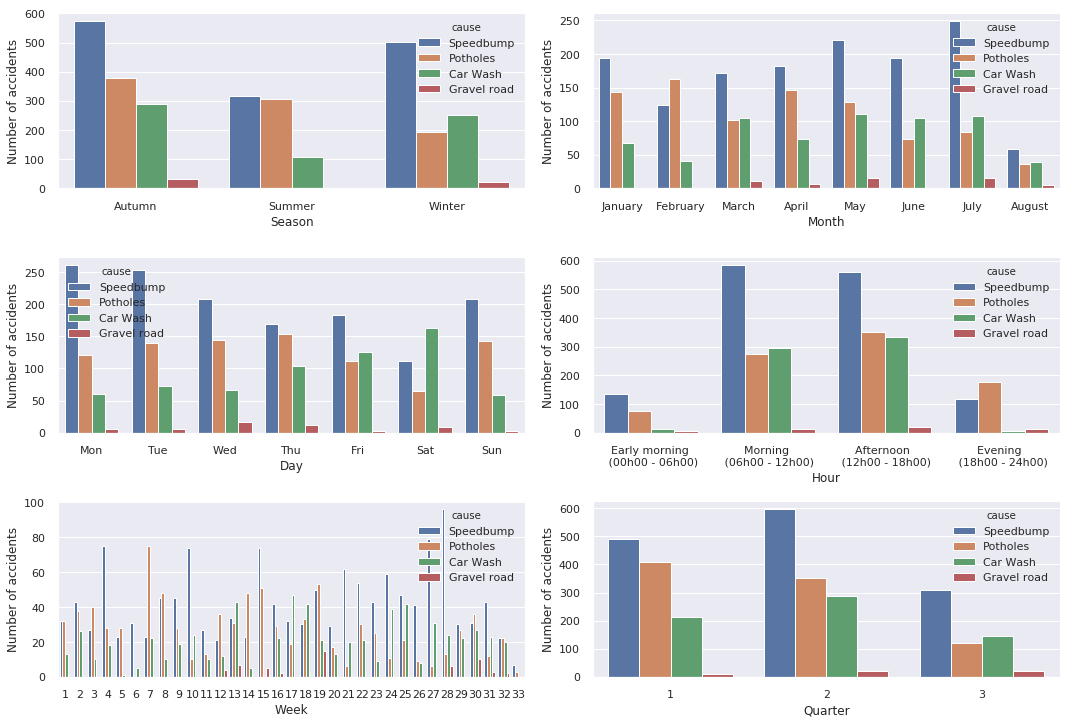 600
500
400
300
200
100
0
Number of accidents
cause
Speedbump
Potholes
Car Wash
Gravel road
Autumn Summer Winter
Season
250
200
150
100
50
0
Number of accidents
cause
Speedbump
Potholes
Car Wash
Gravel road
January February March April May June July August
Month
250
200
150
100
50
0
Number of accidents
cause
Speedbump
Potholes
Car Wash
Gravel road
Mon Tue Wed Thu Fri Sat Sun
Day
600
500
400
300
200
100
0
Number of accidents
cause
Speedbump
Potholes
Car Wash
Gravel road
Early morning Morning Afternoon Evening
(00h00 - 06h00) (06h00 - 12h00) (12h00 - 18h00) (18h00 - 24h00)
Hour
100
80
60
40
20
0
Number of accidents
cause
Speedbump
Potholes
Car Wash
Gravel road
1 2 3 4 5 6 7 8 9 10 11 12 13 14 15 16 17 18 19 20 21 22 23 24 25 26 27 28 29 30 31 32 33
Week
600
500
400
300
200
100
0
Number of accidents
cause
Speedbump
Potholes
Car Wash
Gravel road
1 2 3
Quarter